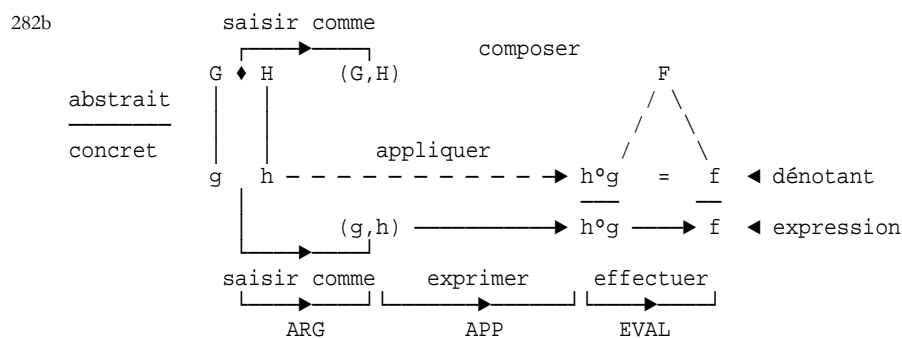 282b
saisir comme
composer
G ♦ H (G,H) F
abstrait
concret
appliquer
g h h°g = f ◄ dénotant
(g,h) h°g f ◄ expression
saisir comme exprimer effectuer
ARG APP EVAL